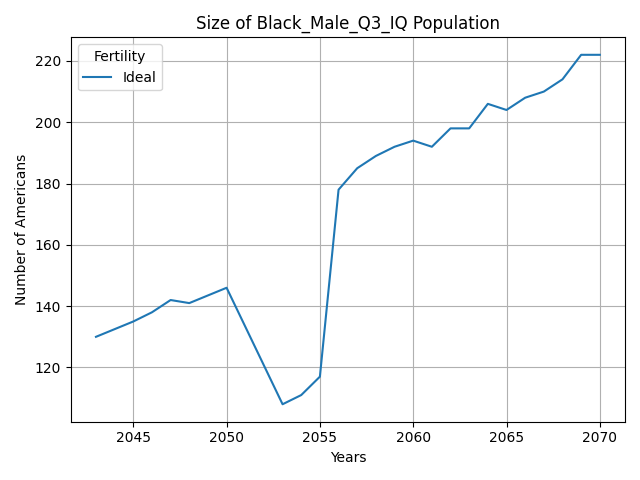 Size of Black_Male_Q3_IQ Population
Fertility
Ideal
Number of Americans
220
200
180
160
140
120
2045
2050
2055
2060
2065
2070
Years